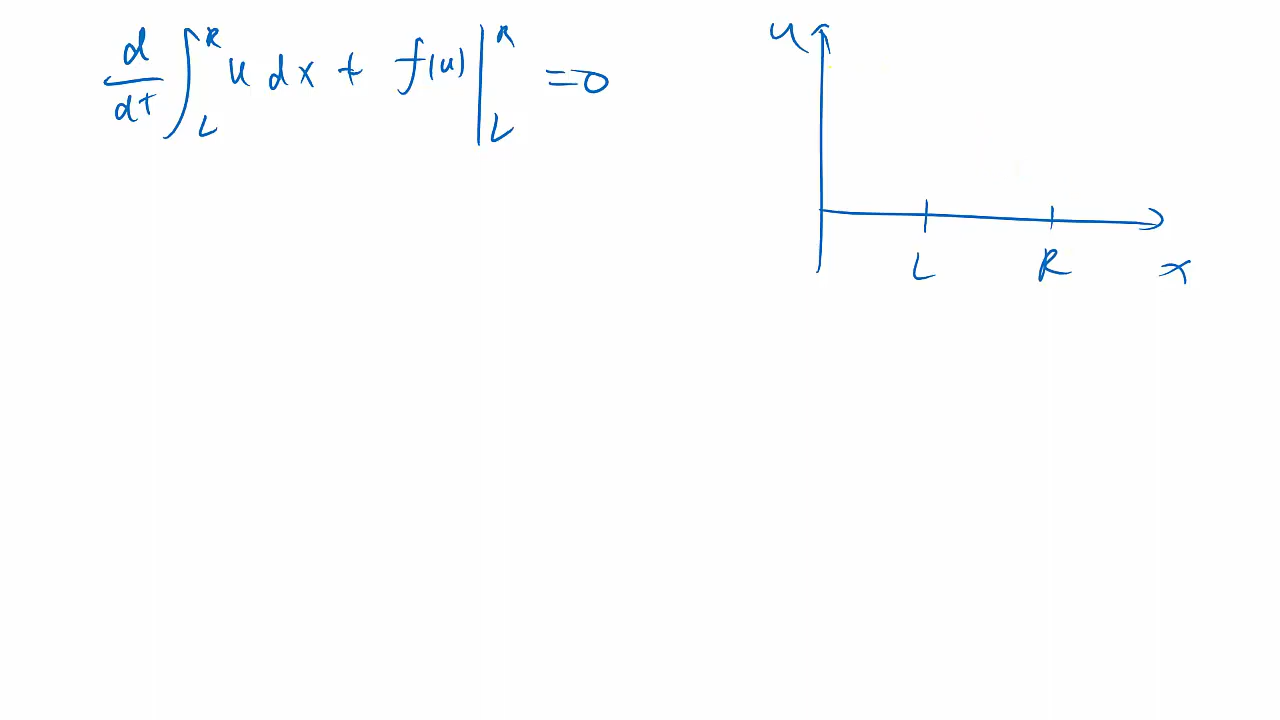 d/dt ∫_L^R u dx + f(u) |_L^R = 0
u
L R x